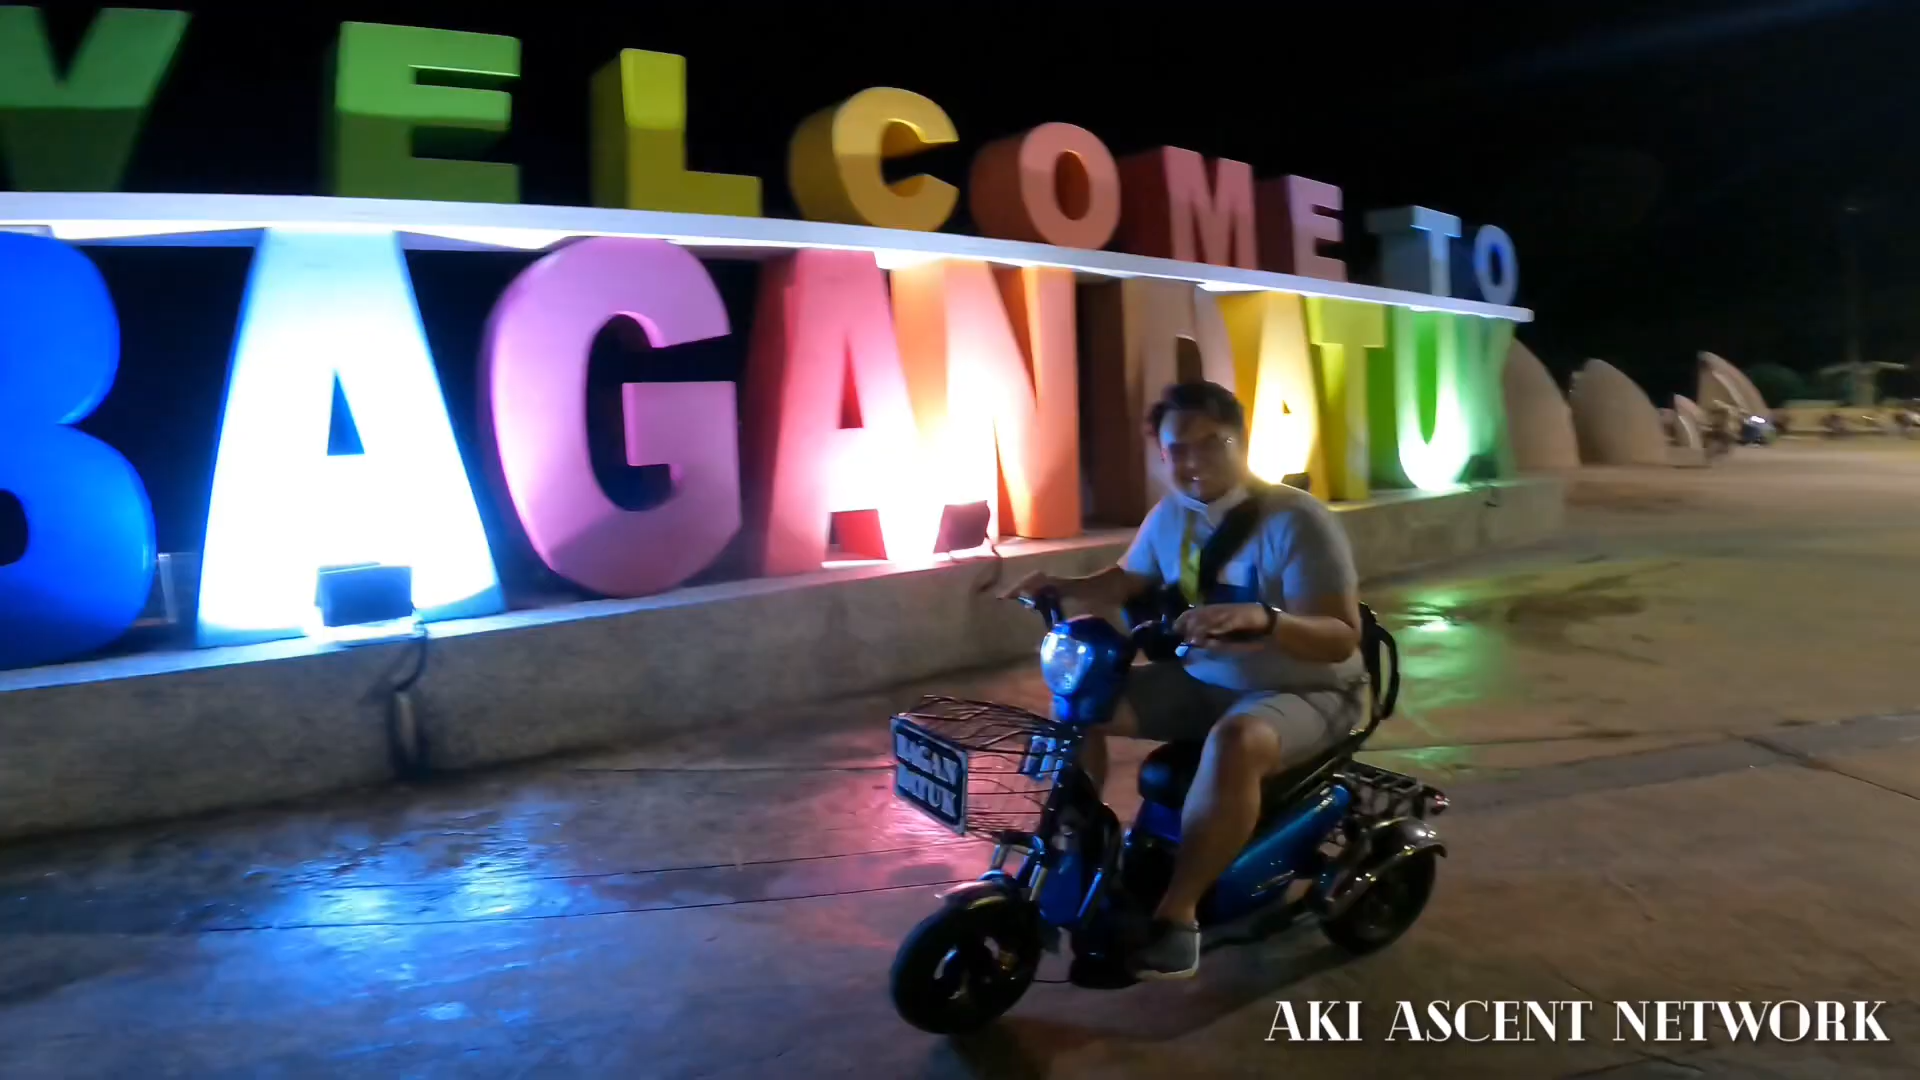 WELCOME TO
BAGAN DATUK
BAGAN
DATUK
AKI ASCENT NETWORK